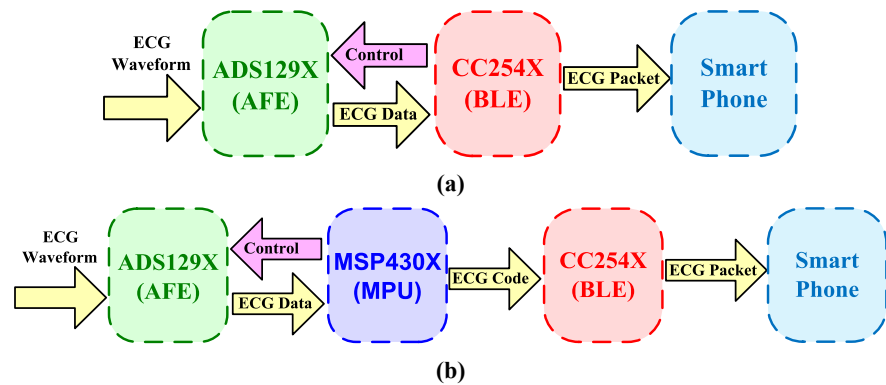 ECG
Waveform
ADS129X
(AFE)
Control
ECG Data
CC254X
(BLE)
ECG Packet
Smart
Phone
(a)
ECG
Waveform
ADS129X
(AFE)
Control
ECG Data
MSP430X
(MPU)
ECG Code
CC254X
(BLE)
ECG Packet
Smart
Phone
(b)